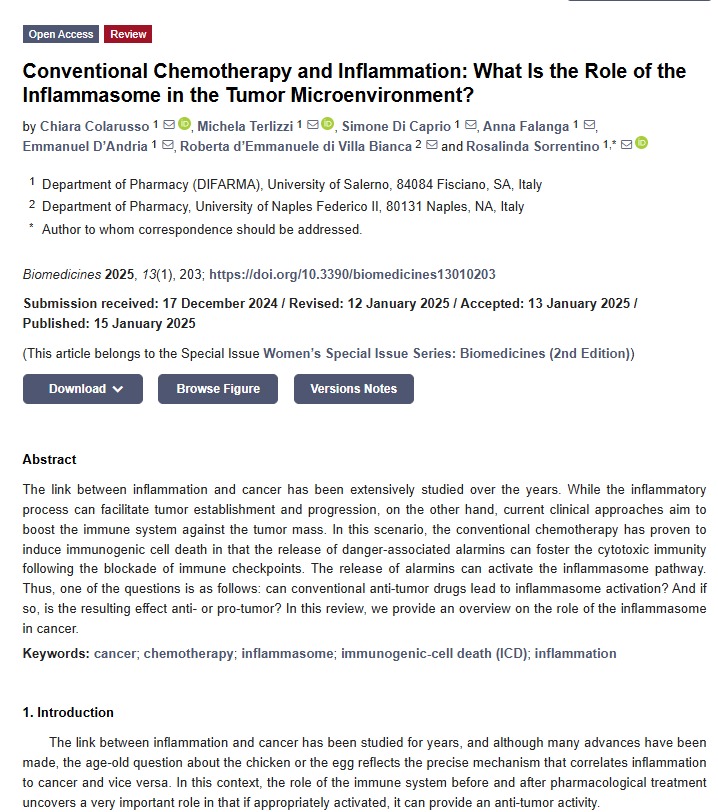 Open Access Review
Conventional Chemotherapy and Inflammation: What Is the Role of the
Inflammasome in the Tumor Microenvironment?
by Chiara Colarusso 1, Michela Terlizzi 1, Simone Di Caprio 1, Anna Falanga 1,
Emmanuel D’Andria 1, Roberta d’Emmanuele di Villa Bianca 2 and Rosalinda Sorrentino 1,*
1 Department of Pharmacy (DIFARMA), University of Salerno, 84084 Fisciano, SA, Italy
2 Department of Pharmacy, University of Naples Federico II, 80131 Naples, NA, Italy
* Author to whom correspondence should be addressed.
Biomedicines 2025, 13(1), 203; https://doi.org/10.3390/biomedicines13010203
Submission received: 17 December 2024 / Revised: 12 January 2025 / Accepted: 13 January 2025 /
Published: 15 January 2025
(This article belongs to the Special Issue Women’s Special Issue Series: Biomedicines (2nd Edition))
Download Browse Figure Versions Notes
Abstract
The link between inflammation and cancer has been extensively studied over the years. While the inflammatory
process can facilitate tumor establishment and progression, on the other hand, current clinical approaches aim to
boost the immune system against the tumor mass. In this scenario, the conventional chemotherapy has proven to
induce immunogenic cell death in that the release of danger-associated alarmins can foster the cytotoxic immunity
following the blockade of immune checkpoints. The release of alarmins can activate the inflammasome pathway.
Thus, one of the questions is as follows: can conventional anti-tumor drugs lead to inflammasome activation? And if
so, is the resulting effect anti- or pro-tumor? In this review, we provide an overview on the role of the inflammasome
in cancer.
Keywords: cancer; chemotherapy; inflammasome; immunogenic-cell death (ICD); inflammation
1. Introduction
The link between inflammation and cancer has been studied for years, and although many advances have been
made, the age-old question about the chicken or the egg reflects the precise mechanism that correlates inflammation
to cancer and vice versa. In this context, the role of the immune system before and after pharmacological treatment
uncovers a very important role in that if appropriately activated, it can provide an anti-tumor activity.